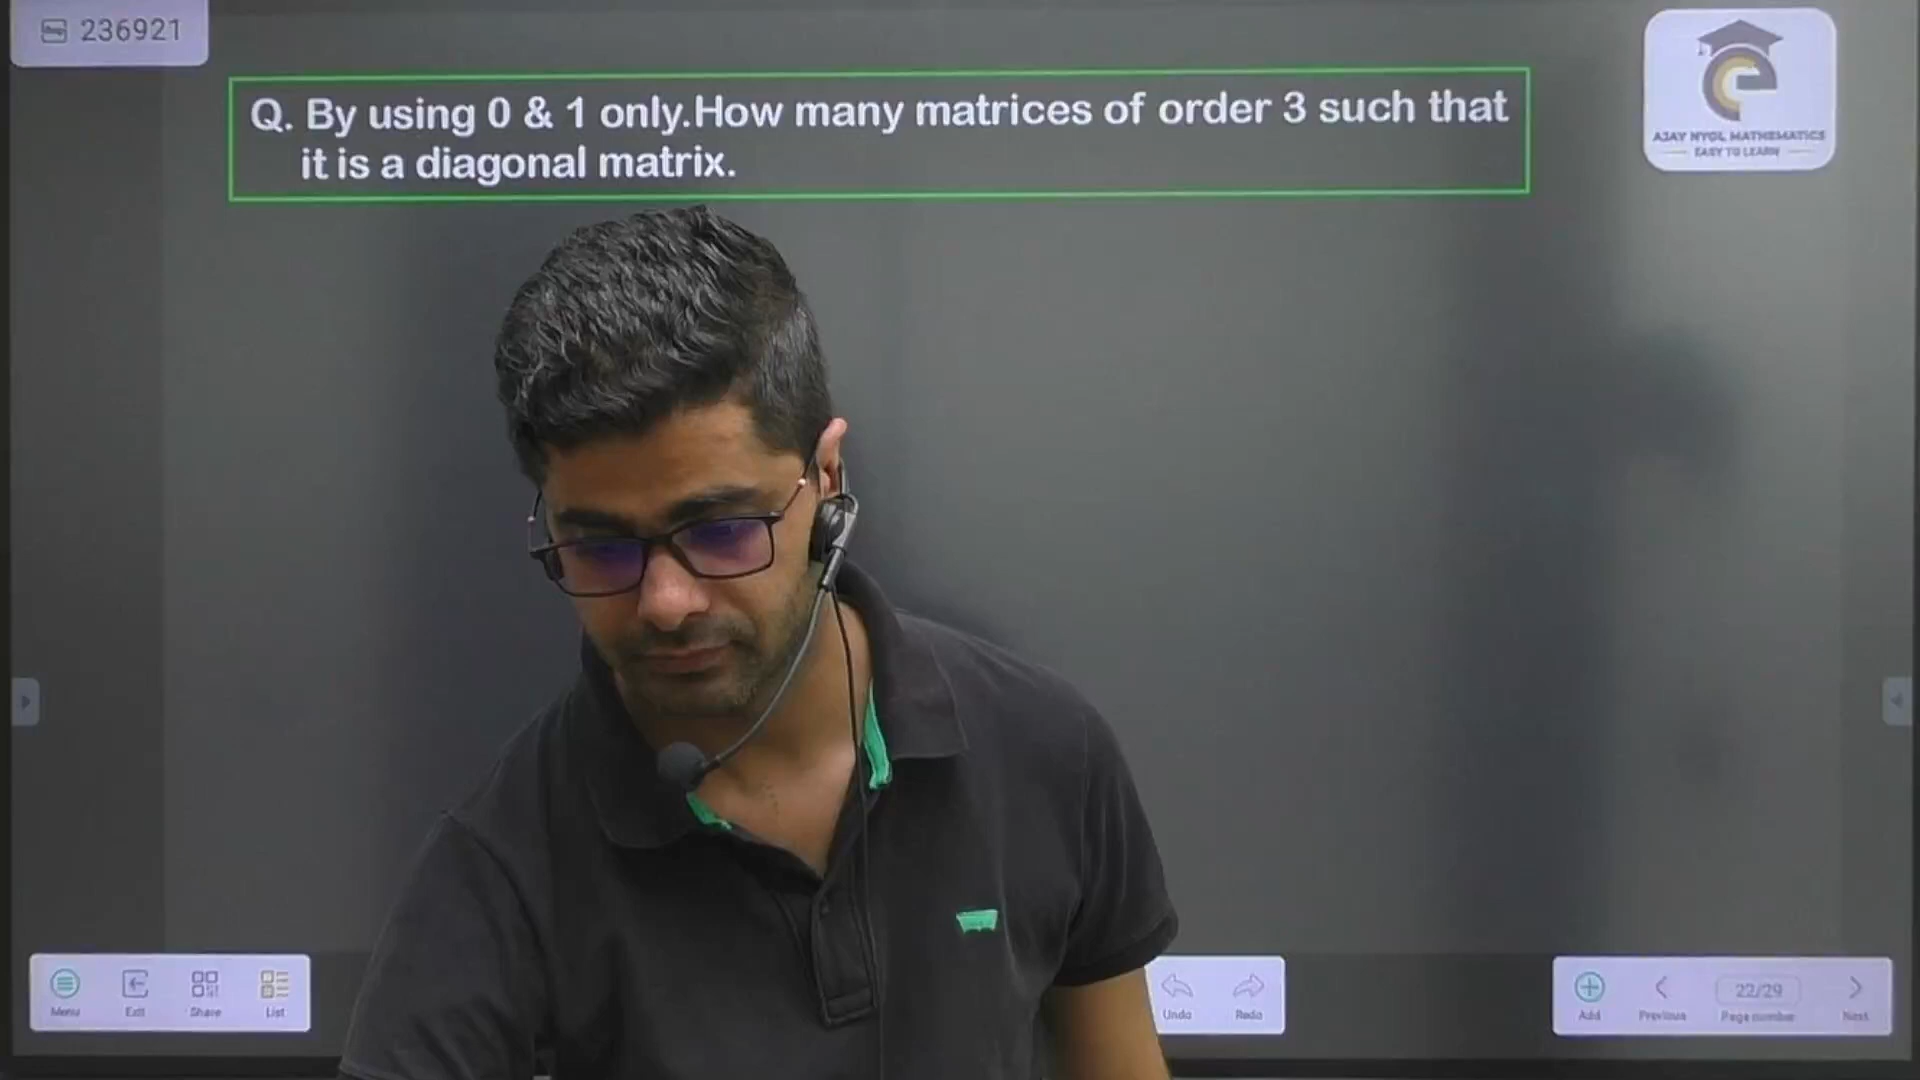 236921
Q. By using 0 & 1 only.How many matrices of order 3 such that
it is a diagonal matrix.
AJAY NYOL MATHEMATICS
EASY TO LEARN
Menu
Exit
Share
List
Undo
Redo
Add
Previous
22/29
Page number
Next